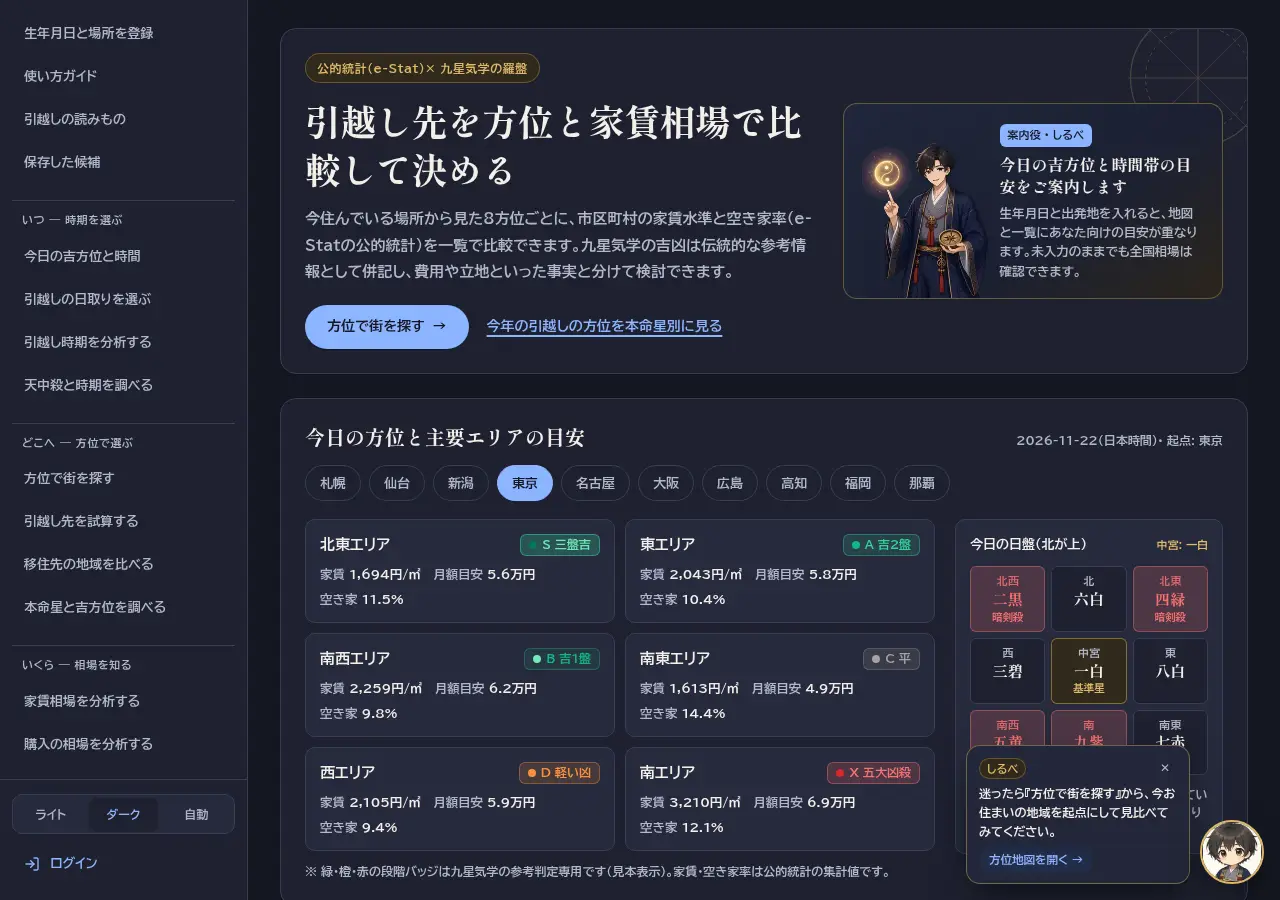 生年月日と場所を登録
使い方ガイド
引越しの読みもの
保存した候補
いつ — 時期を選ぶ
今日の吉方位と時間
引越しの日取りを選ぶ
引越し時期を分析する
天中殺と時期を調べる
どこへ — 方位で選ぶ
方位で街を探す
引越し先を試算する
移住先の地域を比べる
本命星と吉方位を調べる
いくら — 相場を知る
家賃相場を分析する
購入の相場を分析する
ライト ダーク 自動
ログイン
公的統計(e-Stat)× 九星気学の羅盤
引越し先を方位と家賃相場で比
較して決める
今住んでいる場所から見た8方位ごとに、市区町村の家賃水準と空き家率(e-
Statの公的統計)を一覧で比較できます。九星気学の吉凶は伝統的な参考情
報として併記し、費用や立地といった事実と分けて検討できます。
方位で街を探す →
今年の引越しの方位を本命星別に見る
案内役・しるべ
今日の吉方位と時間帯の目
安をご案内します
生年月日と出発地を入れると、地図
と一覧にあなた向けの目安が重なり
ます。未入力のままでも全国相場は
確認できます。
今日の方位と主要エリアの目安
2026-11-22(日本時間)・起点: 東京
札幌 仙台 新潟 東京 名古屋 大阪 広島 高知 福岡 那覇
北東エリア S 三盤吉
家賃 1,694円/㎡ 月額目安 5.6万円
空き家 11.5%
東エリア A 吉2盤
家賃 2,043円/㎡ 月額目安 5.8万円
空き家 10.4%
南西エリア B 吉1盤
家賃 2,259円/㎡ 月額目安 6.2万円
空き家 9.8%
南東エリア C 平
家賃 1,613円/㎡ 月額目安 4.9万円
空き家 14.4%
西エリア D 軽い凶
家賃 2,105円/㎡ 月額目安 5.9万円
空き家 9.4%
南エリア X 五大凶殺
家賃 3,210円/㎡ 月額目安 6.9万円
空き家 12.1%
※ 緑・橙・赤の段階バッジは九星気学の参考判定専用です(見本表示)。家賃・空き家率は公的統計の集計値です。
今日の日盤(北が上) 中宮: 一白
北西 北 北東
二黒 六白 四緑
暗剣殺 暗剣殺
西 中宮 東
三碧 一白 八白
基準星
南西 南 南東
五黄 九紫 七赤
しるべ ×
迷ったら『方位で街を探す』から、今お
住まいの地域を起点にして見比べて
みてください。
方位地図を開く →
てい
り